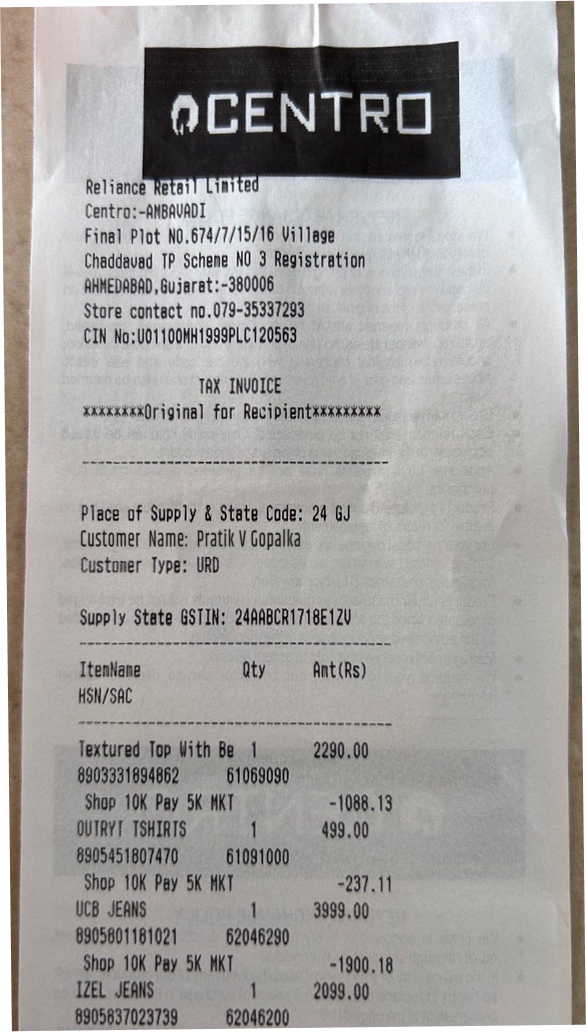 CENTRO
Reliance Retail Limited
Centro:-AMBAVADI
Final Plot NO.674/7/15/16 Village
Chaddavad TP Scheme NO 3 Registration
AHMEDABAD,Gujarat:-380006
Store contact no.079-35337293
CIN No:U01100MH1999PLC120563
TAX INVOICE
********Original for Recipient*********
Place of Supply & State Code: 24 GJ
Customer Name: Pratik V Gopalka
Customer Type: URD
Supply State GSTIN: 24AABCR1718E1ZV
ItemName Qty Amt(Rs)
HSN/SAC
Textured Top With Be 1 2290.00
8903331894862 61069090
Shop 10K Pay 5K MKT -1088.13
OUTRYT TSHIRTS 1 499.00
8905451807470 61091000
Shop 10K Pay 5K MKT -237.11
UCB JEANS 1 3999.00
8905801181021 62046290
Shop 10K Pay 5K MKT -1900.18
IZEL JEANS 1 2099.00
8905837023739 62046200